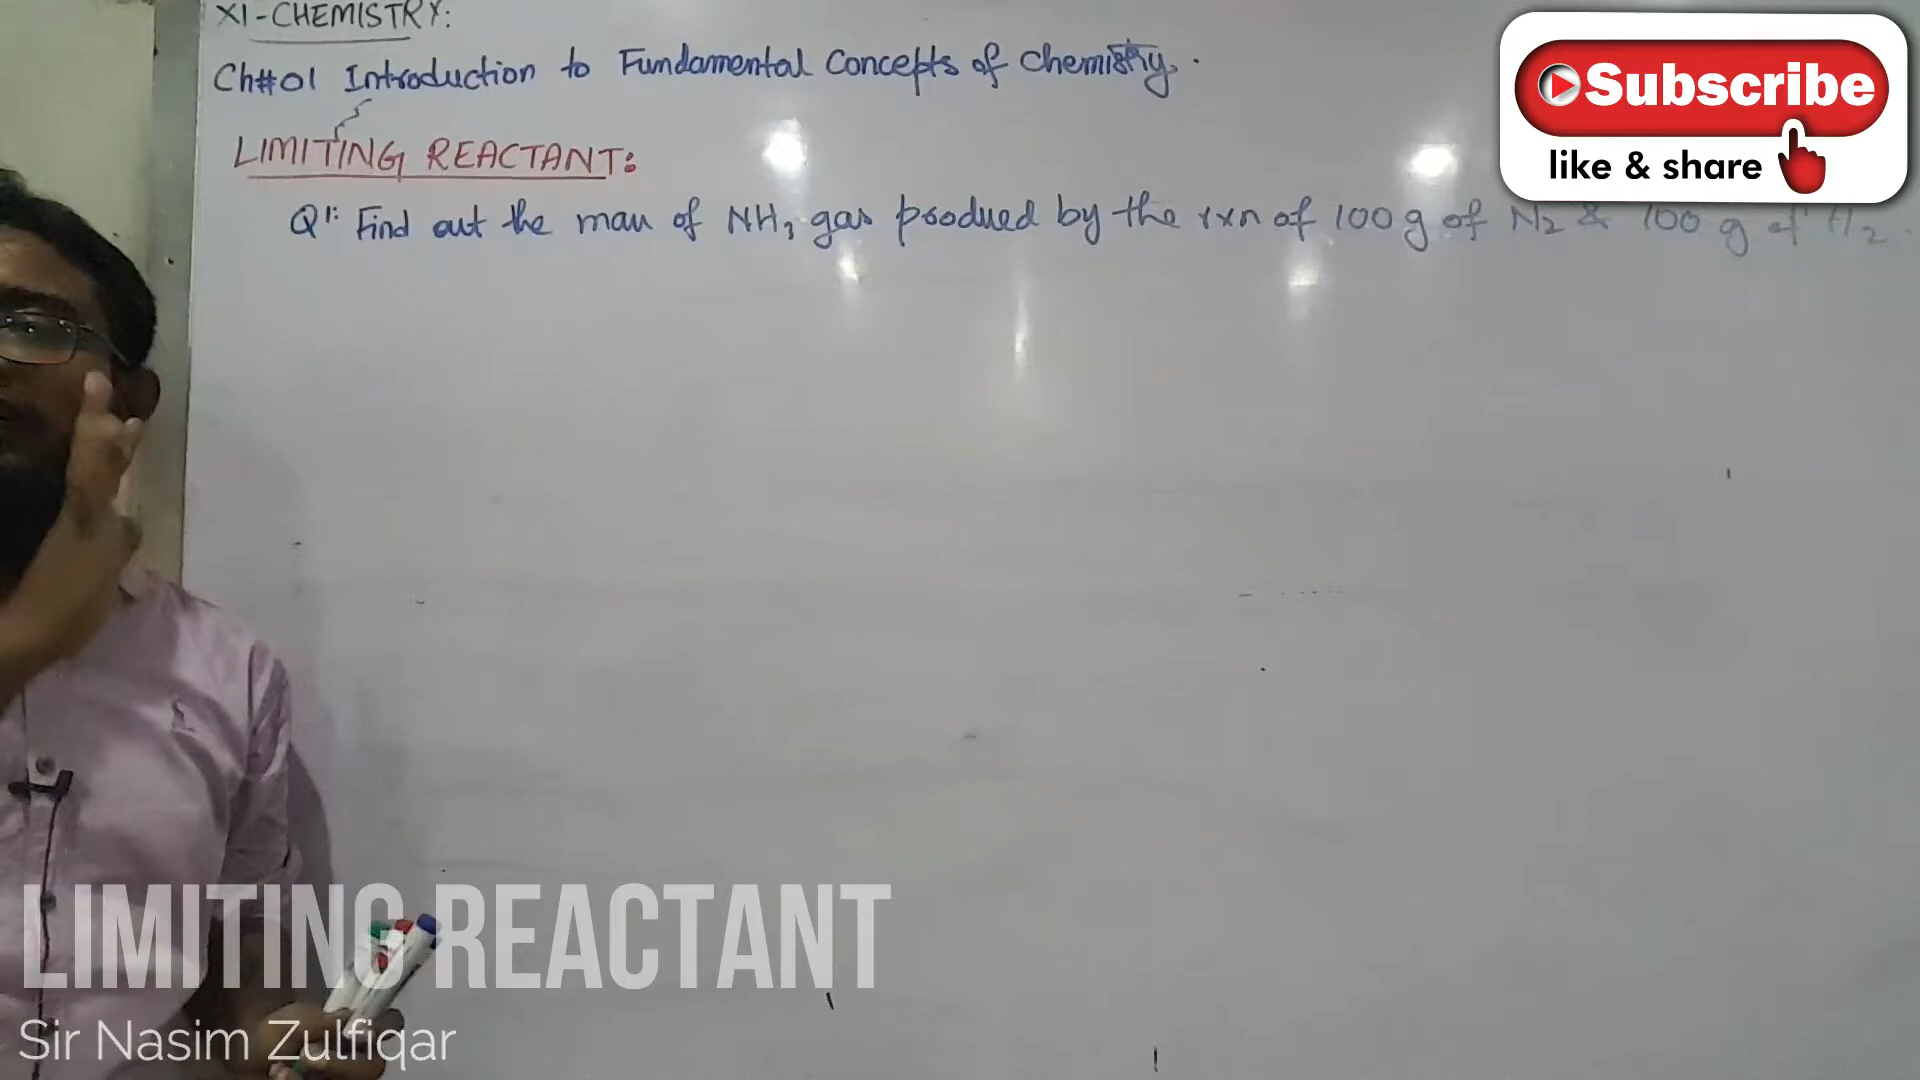 XI-CHEMISTRY:
Ch#01 Introduction to Fundamental Concepts of Chemistry.
LIMITING REACTANT:
Q1: Find out the mass of NH3 gas produced by the rxn of 100 g of N2 & 100 g of H2.
Subscribe
like & share
LIMITING REACTANT
Sir Nasim Zulfiqar